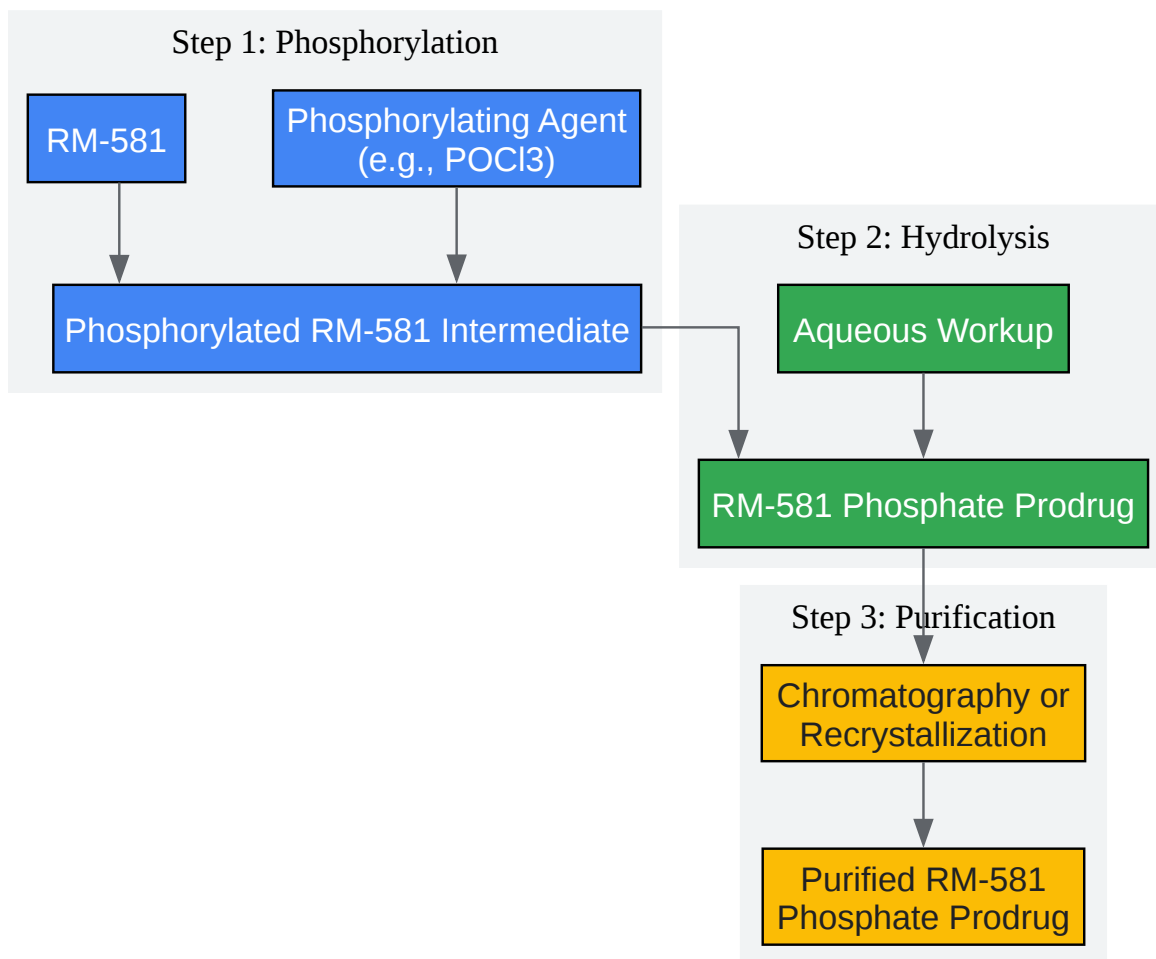 Step 1: Phosphorylation
RM-581
Phosphorylating Agent
(e.g., POCl3)
Phosphorylated RM-581 Intermediate
Step 2: Hydrolysis
Aqueous Workup
RM-581 Phosphate Prodrug
Step 3: Purification
Chromatography or
Recrystallization
Purified RM-581
Phosphate Prodrug